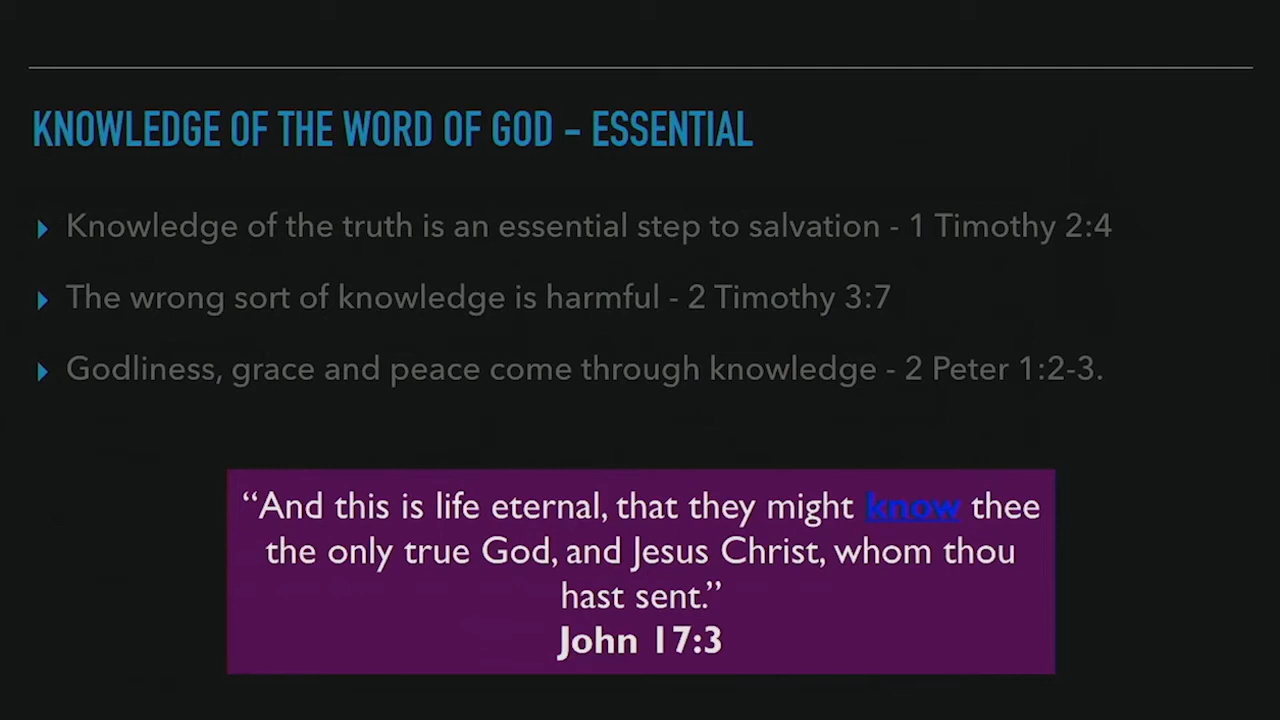 KNOWLEDGE OF THE WORD OF GOD - ESSENTIAL
Knowledge of the truth is an essential step to salvation - 1 Timothy 2:4
The wrong sort of knowledge is harmful - 2 Timothy 3:7
Godliness, grace and peace come through knowledge - 2 Peter 1:2-3.
“And this is life eternal, that they might know thee
the only true God, and Jesus Christ, whom thou
hast sent.”
John 17:3